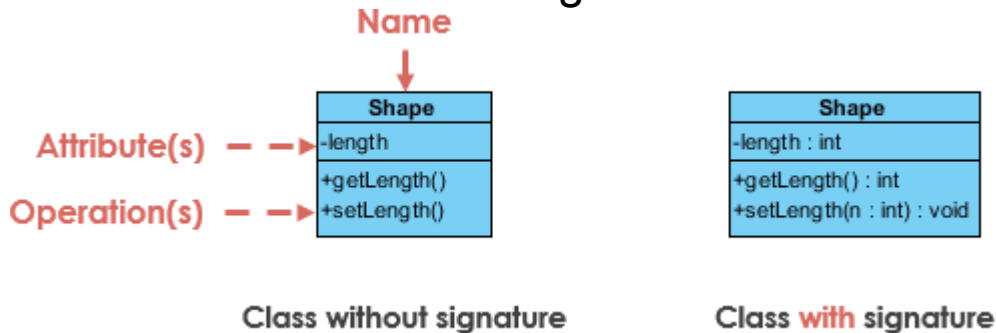 Name
Shape
Attribute(s)
-length
+getLength()
Operation(s)
+setLength()
Class without signature
Shape
-length : int
+getLength() : int
+setLength(n : int) : void
Class with signature